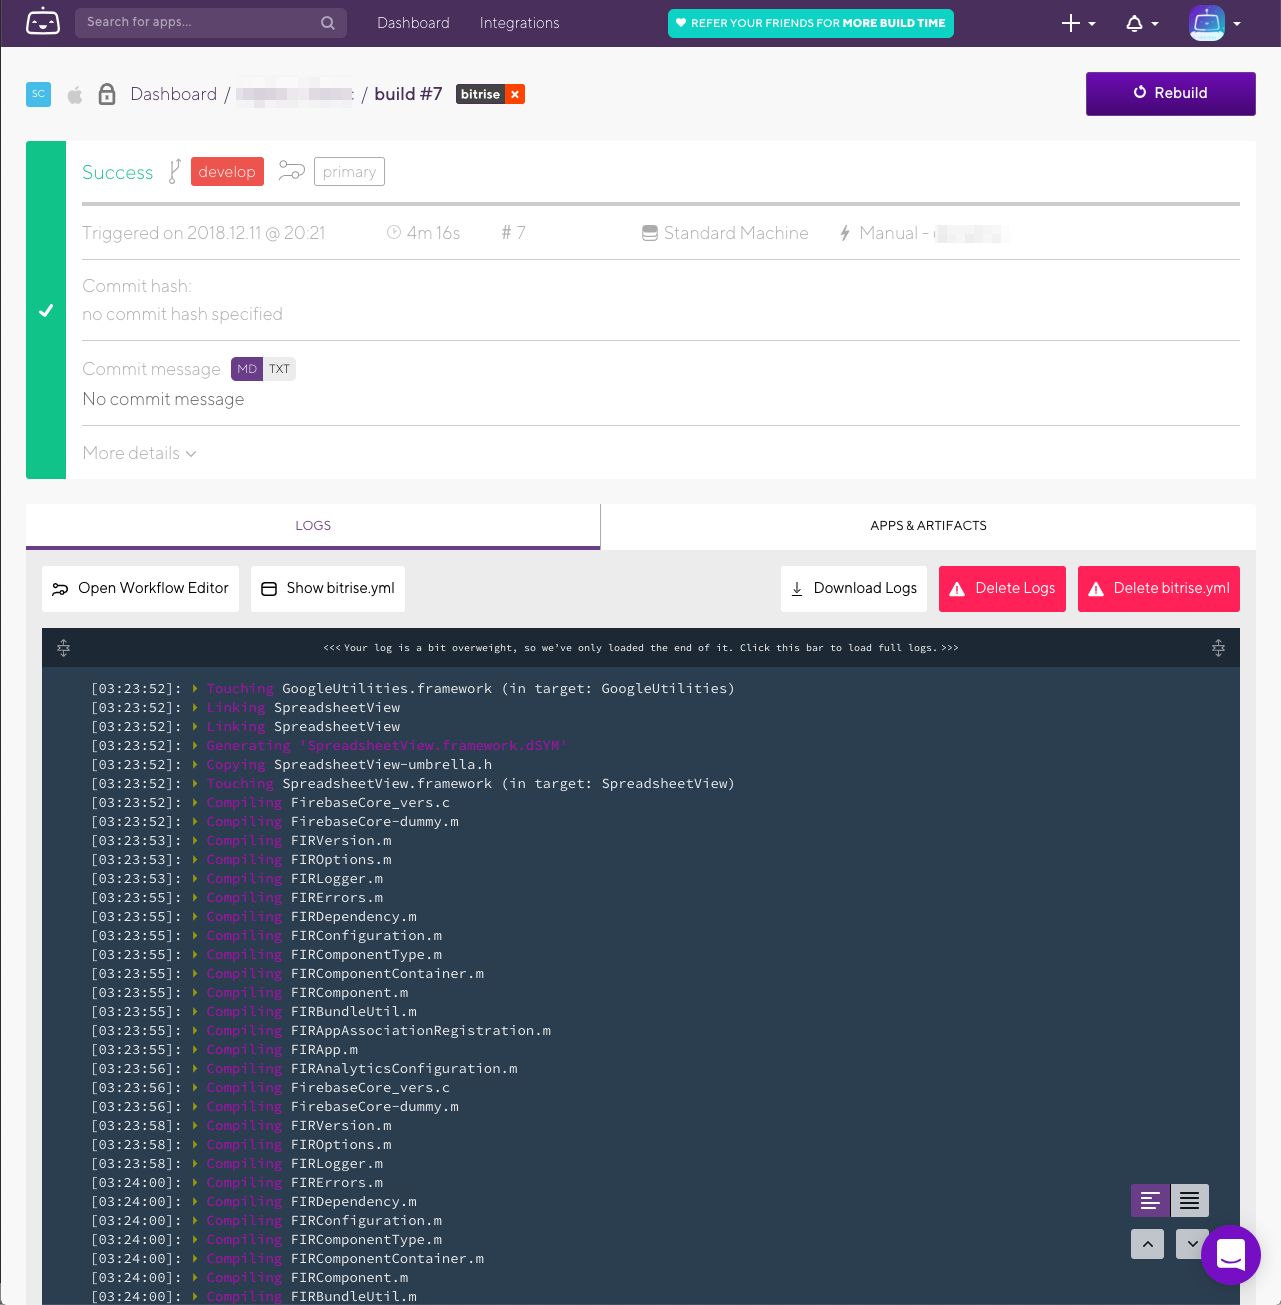 Search for apps...
Dashboard
Integrations
REFER YOUR FRIENDS FOR MORE BUILD TIME
SC
Dashboard / / build #7
bitrise ×
Rebuild
Success
develop
primary
Triggered on 2018.12.11 @ 20:21
4m 16s
# 7
Standard Machine
Manual -
Commit hash:
no commit hash specified
Commit message
MD
TXT
No commit message
More details
LOGS
APPS & ARTIFACTS
Open Workflow Editor
Show bitrise.yml
Download Logs
Delete Logs
Delete bitrise.yml
<<< Your log is a bit overweight, so we’ve only loaded the end of it. Click this bar to load full logs. >>>
[03:23:52]: ▸ Touching GoogleUtilities.framework (in target: GoogleUtilities)
[03:23:52]: ▸ Linking SpreadsheetView
[03:23:52]: ▸ Linking SpreadsheetView
[03:23:52]: ▸ Generating 'SpreadsheetView.framework.dSYM'
[03:23:52]: ▸ Copying SpreadsheetView-umbrella.h
[03:23:52]: ▸ Touching SpreadsheetView.framework (in target: SpreadsheetView)
[03:23:52]: ▸ Compiling FirebaseCore_vers.c
[03:23:52]: ▸ Compiling FirebaseCore-dummy.m
[03:23:53]: ▸ Compiling FIRVersion.m
[03:23:53]: ▸ Compiling FIROptions.m
[03:23:53]: ▸ Compiling FIRLogger.m
[03:23:55]: ▸ Compiling FIRErrors.m
[03:23:55]: ▸ Compiling FIRDependency.m
[03:23:55]: ▸ Compiling FIRConfiguration.m
[03:23:55]: ▸ Compiling FIRComponentType.m
[03:23:55]: ▸ Compiling FIRComponentContainer.m
[03:23:55]: ▸ Compiling FIRComponent.m
[03:23:55]: ▸ Compiling FIRBundleUtil.m
[03:23:55]: ▸ Compiling FIRAppAssociationRegistration.m
[03:23:55]: ▸ Compiling FIRApp.m
[03:23:56]: ▸ Compiling FIRAnalyticsConfiguration.m
[03:23:56]: ▸ Compiling FirebaseCore_vers.c
[03:23:56]: ▸ Compiling FirebaseCore-dummy.m
[03:23:58]: ▸ Compiling FIRVersion.m
[03:23:58]: ▸ Compiling FIROptions.m
[03:23:58]: ▸ Compiling FIRLogger.m
[03:24:00]: ▸ Compiling FIRErrors.m
[03:24:00]: ▸ Compiling FIRDependency.m
[03:24:00]: ▸ Compiling FIRConfiguration.m
[03:24:00]: ▸ Compiling FIRComponentType.m
[03:24:00]: ▸ Compiling FIRComponentContainer.m
[03:24:00]: ▸ Compiling FIRComponent.m
[03:24:00]: ▸ Compiling FIRBundleUtil.m